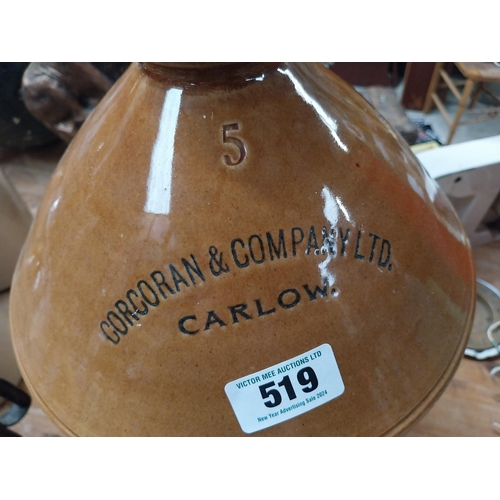 5
CORCORAN & COMPANY LTD.
CARLOW.
VICTOR MEE AUCTIONS LTD
519
New Year Advertising Sale 2024